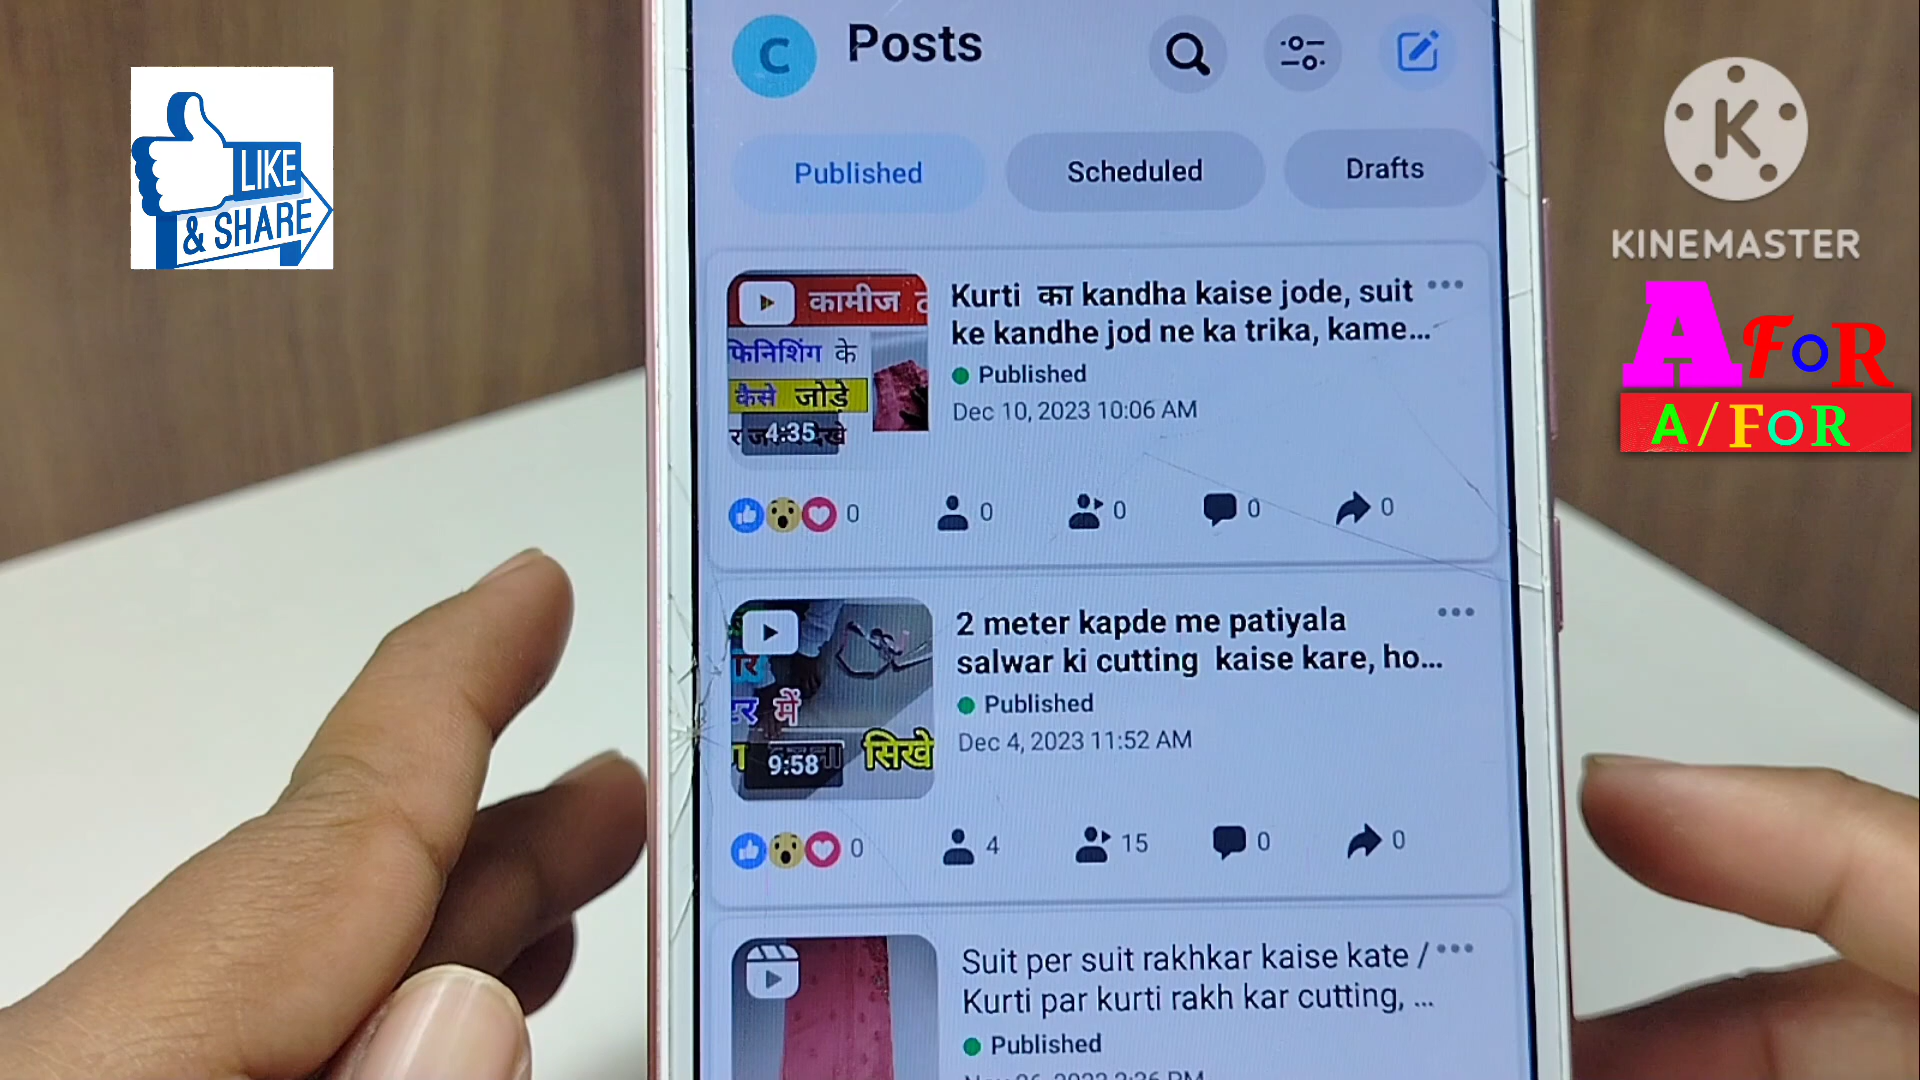 C
Posts
LIKE
& SHARE
Published
Scheduled
Drafts
K
KINEMASTER
A FoR
A/FoR
कामीज
फिनिशिंग के
कैसे जोड़े
4:35
Kurti का kandha kaise jode, suit
ke kandhe jod ne ka trika, kame...
Published
Dec 10, 2023 10:06 AM
0
0
0
0
0
में
सिखे
9:58
2 meter kapde me patiyala
salwar ki cutting kaise kare, ho...
Published
Dec 4, 2023 11:52 AM
0
4
15
0
0
Suit per suit rakhkar kaise kate /
Kurti par kurti rakh kar cutting, ...
Published